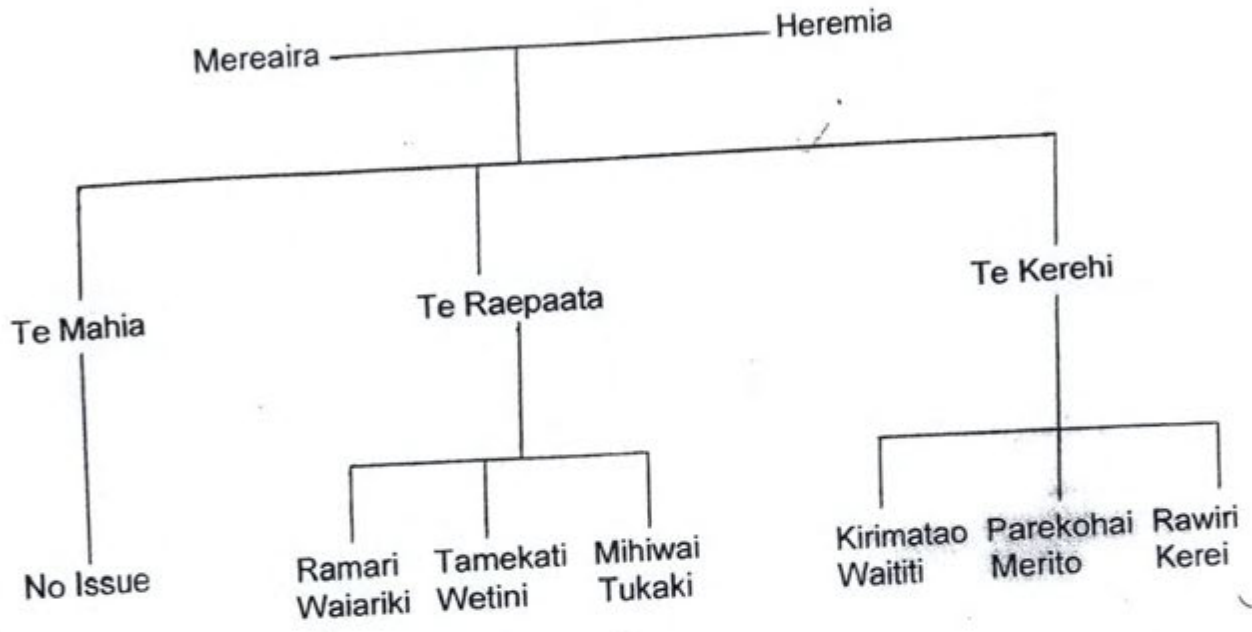 Mereaira
Heremia
Te Mahia
Te Raepaata
Te Kerehi
No Issue
Ramari
Waiariki
Tamekati
Wetini
Mihiwai
Tukaki
Kirimatao
Waititi
Parekohai
Merito
Rawiri
Kerei